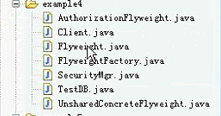 example4
AuthorizationFlyweight.java
Client.java
Flyweight.java
FlyweightFactory.java
SecurityMgr.java
TestDB.java
UnsharedConcreteFlyweight.java